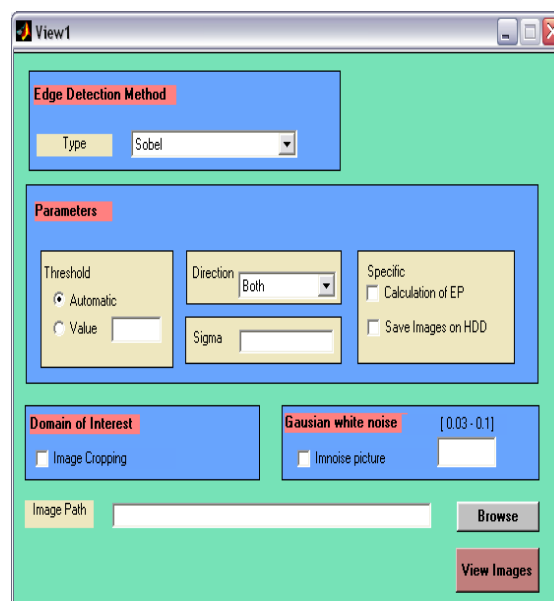 View1
Edge Detection Method
Type
Sobel
Parameters
Threshold
Automatic
Value
Direction
Both
Sigma
Specific
Calculation of EP
Save Images on HDD
Domain of Interest
Image Cropping
Gausian white noise
[ 0.03 - 0.1]
Imnoise picture
Image Path
Browse
View Images